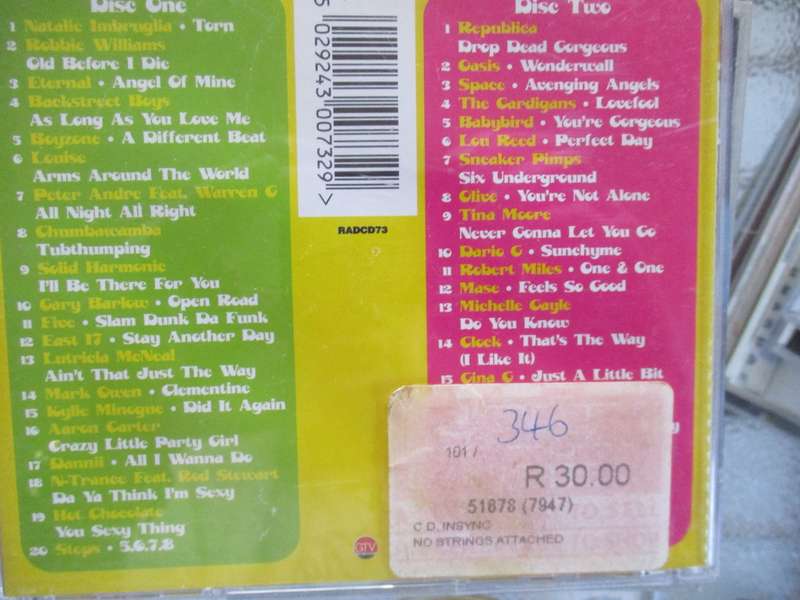 Disc One
1 Natalie Imbruglia • Torn
2 Robbie Williams
Old Before I Die
3 Eternal • Angel Of Mine
4 Backstreet Boys
As Long As You Love Me
5 Boyzone • A Different Beat
6 Louise
Arms Around The World
7 Peter Andre Feat. Warren G
All Night All Right
8 Chumbawamba
Tubthumping
9 Solid Harmonie
I'll Be There For You
10 Gary Barlow • Open Road
11 Five • Slam Dunk Da Funk
12 East 17 • Stay Another Day
13 Lutricia McNeal
Ain't That Just The Way
14 Mark Owen • Clementine
15 Kylie Minogue • Did It Again
16 Aaron Carter
Crazy Little Party Girl
17 Dannii • All I Wanna Do
18 N-Trance Feat. Rod Stewart
Da Ya Think I'm Sexy
19 Hot Chocolate
You Sexy Thing
20 Steps • 5.6.7.8
5 029243 007329 >
RADCD73
GTV
Disc Two
1 Republica
Drop Dead Gorgeous
2 Oasis • Wonderwall
3 Space • Avenging Angels
4 The Cardigans • Lovefool
5 Babybird • You're Gorgeous
6 Lou Reed • Perfect Day
7 Sneaker Pimps
Six Underground
8 Olive • You're Not Alone
9 Tina Moore
Never Gonna Let You Go
10 Dario G • Sunchyme
11 Robert Miles • One & One
12 Mase • Feels So Good
13 Michelle Gayle
Do You Know
14 Clock • That's The Way
(I Like It)
15 Gina G • Just A Little Bit
346
101 /
R 30.00
51878 (7947)
C D, INSYNC
NO STRINGS ATTACHED